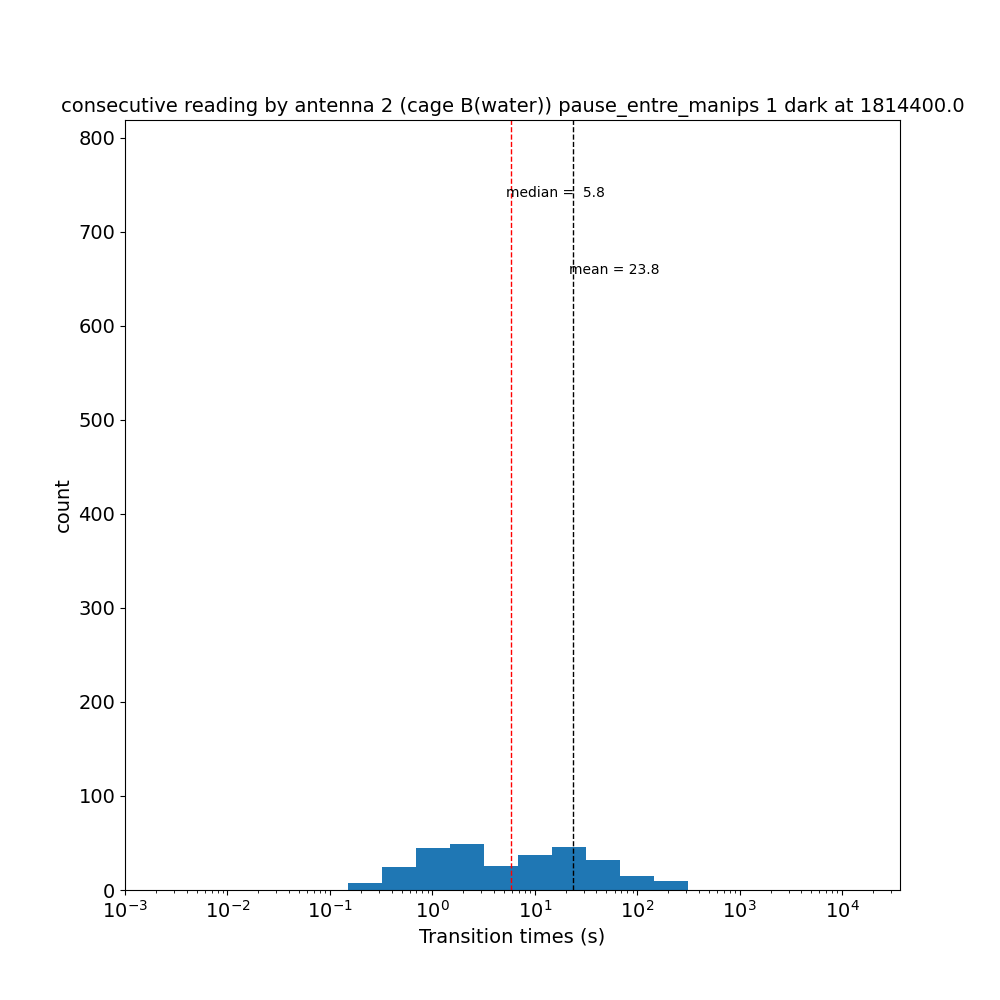 consecutive reading by antenna 2 (cage B(water)) pause_entre_manips 1 dark at 1814400.0
800
median =  5.8
700
mean = 23.8
600
500
count
400
300
200
100
0
10⁻³ 10⁻² 10⁻¹ 10⁰ 10¹ 10² 10³ 10⁴
Transition times (s)